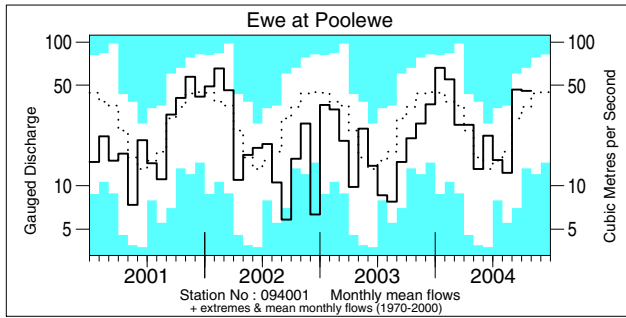 Ewe at Poolewe
100
50
10
5
Gauged Discharge
100
50
10
5
Cubic Metres per Second
2001 2002 2003 2004
Station No : 094001 Monthly mean flows
+ extremes & mean monthly flows (1970-2000)